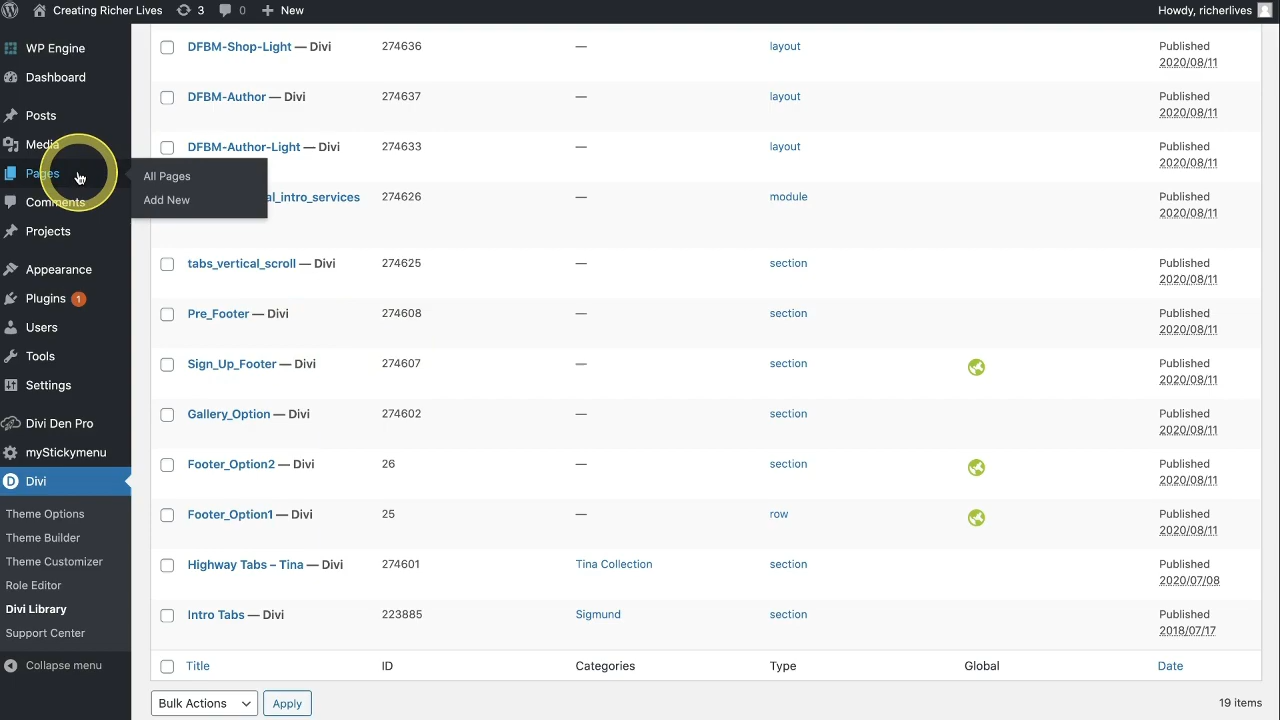 Creating Richer Lives 3 0 New Howdy, richerlives
WP Engine
Dashboard
Posts
Media
Pages
Comments
Projects
Appearance
Plugins 1
Users
Tools
Settings
Divi Den Pro
myStickymenu
Divi
Theme Options
Theme Builder
Theme Customizer
Role Editor
Divi Library
Support Center
Collapse menu
All Pages
Add New
DFBM-Shop-Light — Divi 274636 — layout Published
2020/08/11
DFBM-Author — Divi 274637 — layout Published
2020/08/11
DFBM-Author-Light — Divi 274633 — layout Published
2020/08/11
al_intro_services 274626 — module Published
2020/08/11
tabs_vertical_scroll — Divi 274625 — section Published
2020/08/11
Pre_Footer — Divi 274608 — section Published
2020/08/11
Sign_Up_Footer — Divi 274607 — section Published
2020/08/11
Gallery_Option — Divi 274602 — section Published
2020/08/11
Footer_Option2 — Divi 26 — section Published
2020/08/11
Footer_Option1 — Divi 25 — row Published
2020/08/11
Highway Tabs – Tina — Divi 274601 Tina Collection section Published
2020/07/08
Intro Tabs — Divi 223885 Sigmund section Published
2018/07/17
Title ID Categories Type Global Date
Bulk Actions Apply 19 items